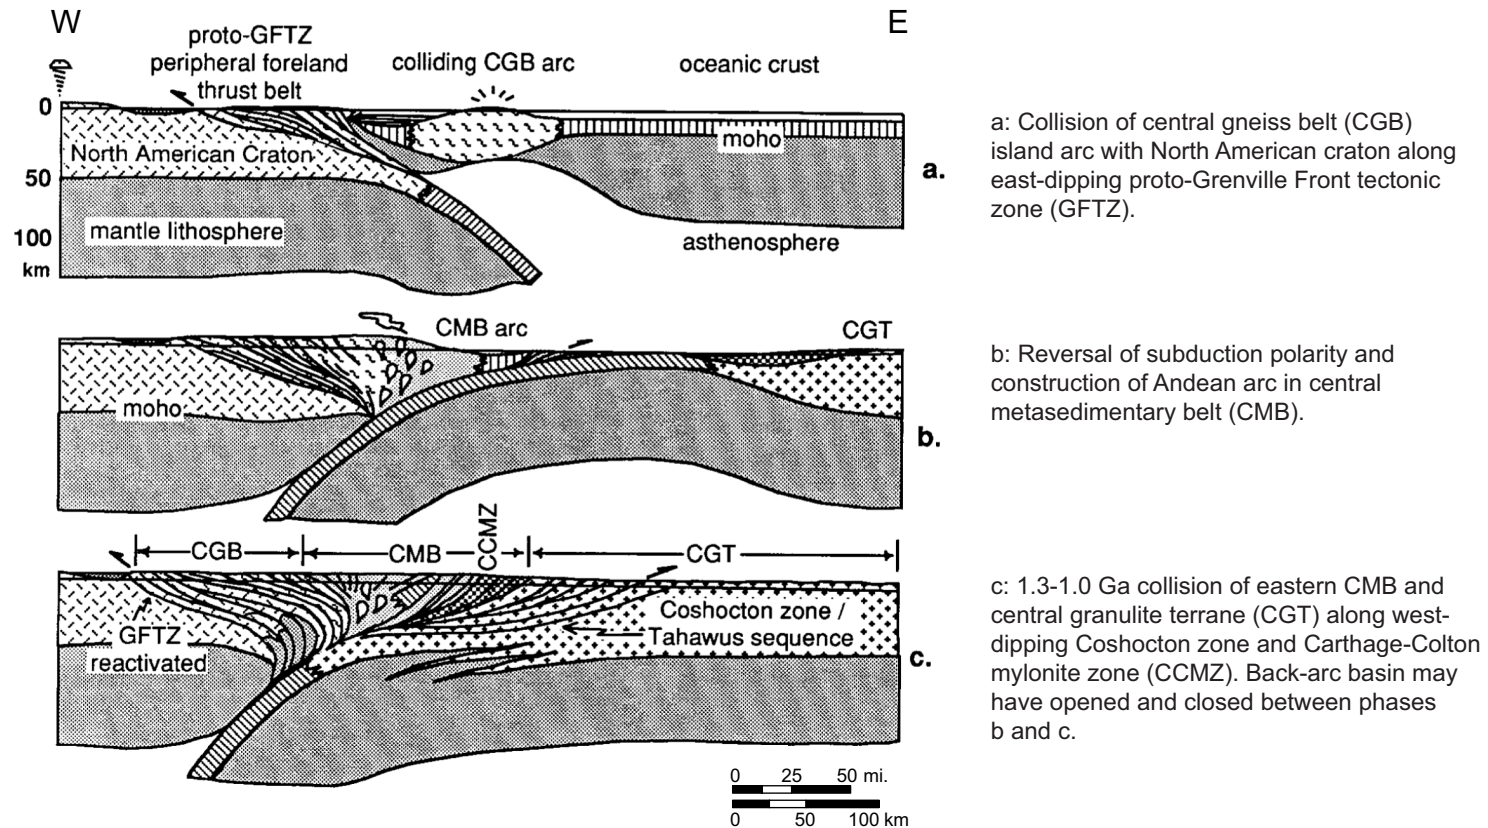 W
E
proto-GFTZ
peripheral foreland
thrust belt
colliding CGB arc
oceanic crust
0
50
100
km
North American Craton
mantle lithosphere
moho
asthenosphere
a.
a: Collision of central gneiss belt (CGB)
island arc with North American craton along
east-dipping proto-Grenville Front tectonic
zone (GFTZ).
CMB arc
CGT
moho
b.
b: Reversal of subduction polarity and
construction of Andean arc in central
metasedimentary belt (CMB).
CGB
CMB
CCMZ
CGT
GFTZ
reactivated
Coshocton zone /
Tahawus sequence
c.
c: 1.3-1.0 Ga collision of eastern CMB and
central granulite terrane (CGT) along west-
dipping Coshocton zone and Carthage-Colton
mylonite zone (CCMZ). Back-arc basin may
have opened and closed between phases
b and c.
0 25 50 mi.
0 50 100 km